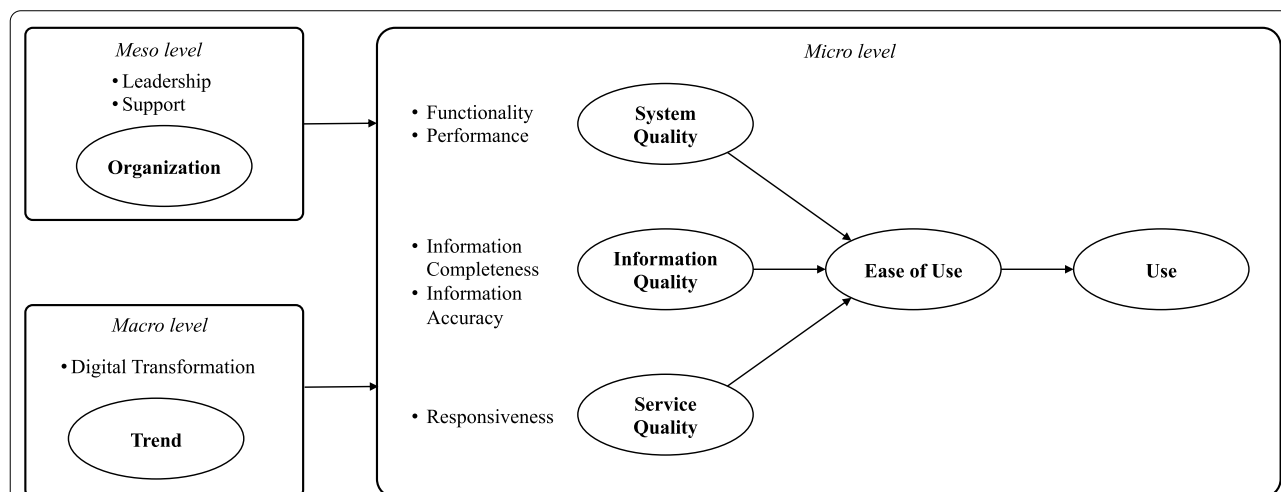 Meso level
• Leadership
• Support
Organization
Macro level
• Digital Transformation
Trend
Micro level
• Functionality
• Performance
System
Quality
• Information
Completeness
• Information
Accuracy
Information
Quality
• Responsiveness
Service
Quality
Ease of Use
Use